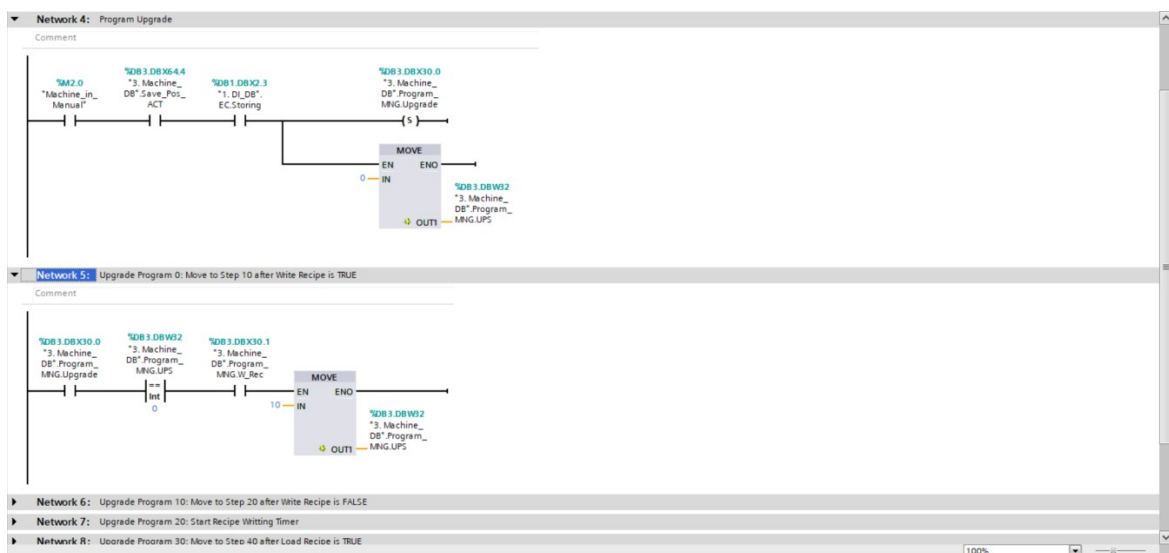 Network 4: Program Upgrade
Comment
%M2.0
"Machine_in_
Manual"
%DB3.DBX64.4
"3. Machine_
DB".Save_Pos_
ACT
%DB1.DBX2.3
"1. DI_DB".
EC.Storing
%DB3.DBX30.0
"3. Machine_
DB".Program_
MNG.Upgrade
S
MOVE
EN ENO
0 IN
%DB3.DBW32
"3. Machine_
DB".Program_
OUT1 MNG.UPS
Network 5: Upgrade Program 0: Move to Step 10 after Write Recipe is TRUE
Comment
%DB3.DBX30.0
"3. Machine_
DB".Program_
MNG.Upgrade
%DB3.DBW32
"3. Machine_
DB".Program_
MNG.UPS
==
Int
0
%DB3.DBX30.1
"3. Machine_
DB".Program_
MNG.W_Rec
MOVE
EN ENO
10 IN
%DB3.DBW32
"3. Machine_
DB".Program_
OUT1 MNG.UPS
Network 6: Upgrade Program 10: Move to Step 20 after Write Recipe is FALSE
Network 7: Upgrade Program 20: Start Recipe Writting Timer
Network 8: Upgrade Program 30: Move to Step 40 after Load Recipe is TRUE
100%